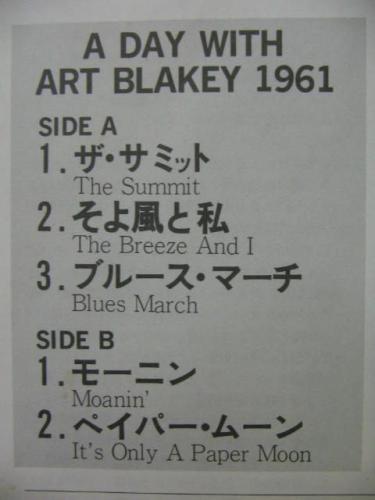 A DAY WITH
ART BLAKEY 1961
SIDE A
1. ザ・サミット
The Summit
2. そよ風と私
The Breeze And I
3. ブルース・マーチ
Blues March
SIDE B
1. モーニン
Moanin'
2. ペイパー・ムーン
It's Only A Paper Moon